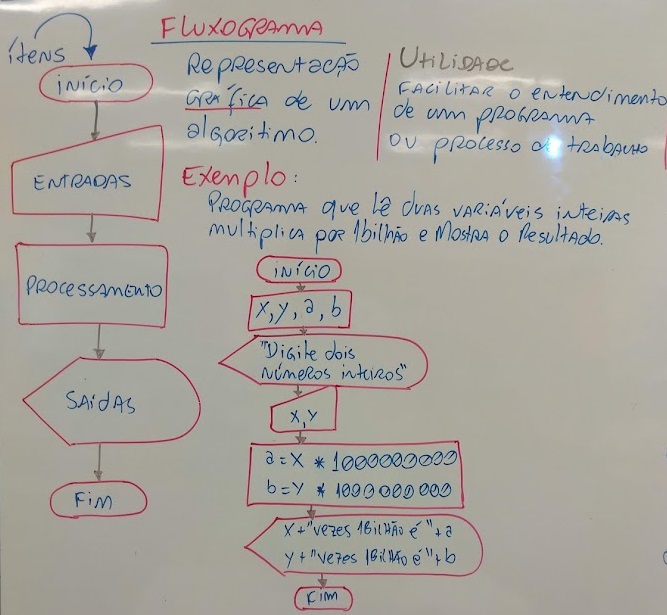 FLUXOGRAMA
ítens
início
ENTRADAS
PROCESSAMENTO
SAídAS
Fim
Representação
gráfica de um
algoritimo.
Utilidade
FACILITAR o entendimento
de um PROGRAMA
ou processo de trabalho
Exemplo:
PROGRAMA que lê duas VARIÁVEIS inteiras
multiplica por 1bilhão e Mostra o Resultado.
início
X, Y, a, b
"Digite dois
números inteiros"
X, Y
a = X * 1000000000
b = Y * 1000000000
X + "vezes 1Bilhão é" + a
Y + "vezes 1Bilhão é" + b
Fim